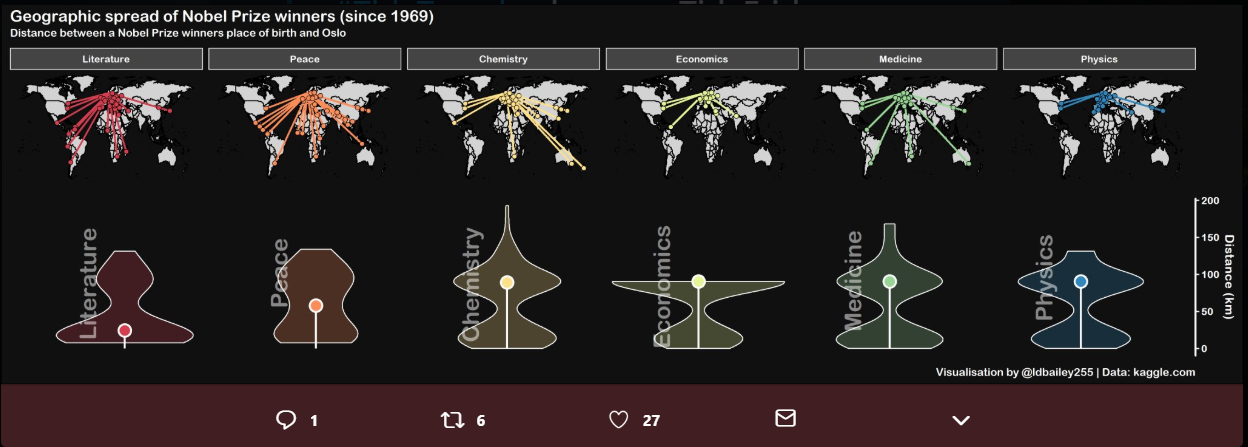 Geographic spread of Nobel Prize winners (since 1969)
Distance between a Nobel Prize winners place of birth and Oslo
Literature
Peace
Chemistry
Economics
Medicine
Physics
Literature
Peace
Chemistry
Economics
Medicine
Physics
200
150
100
50
0
Distance (km)
Visualisation by @ldbailey255 | Data: kaggle.com
1
6
27